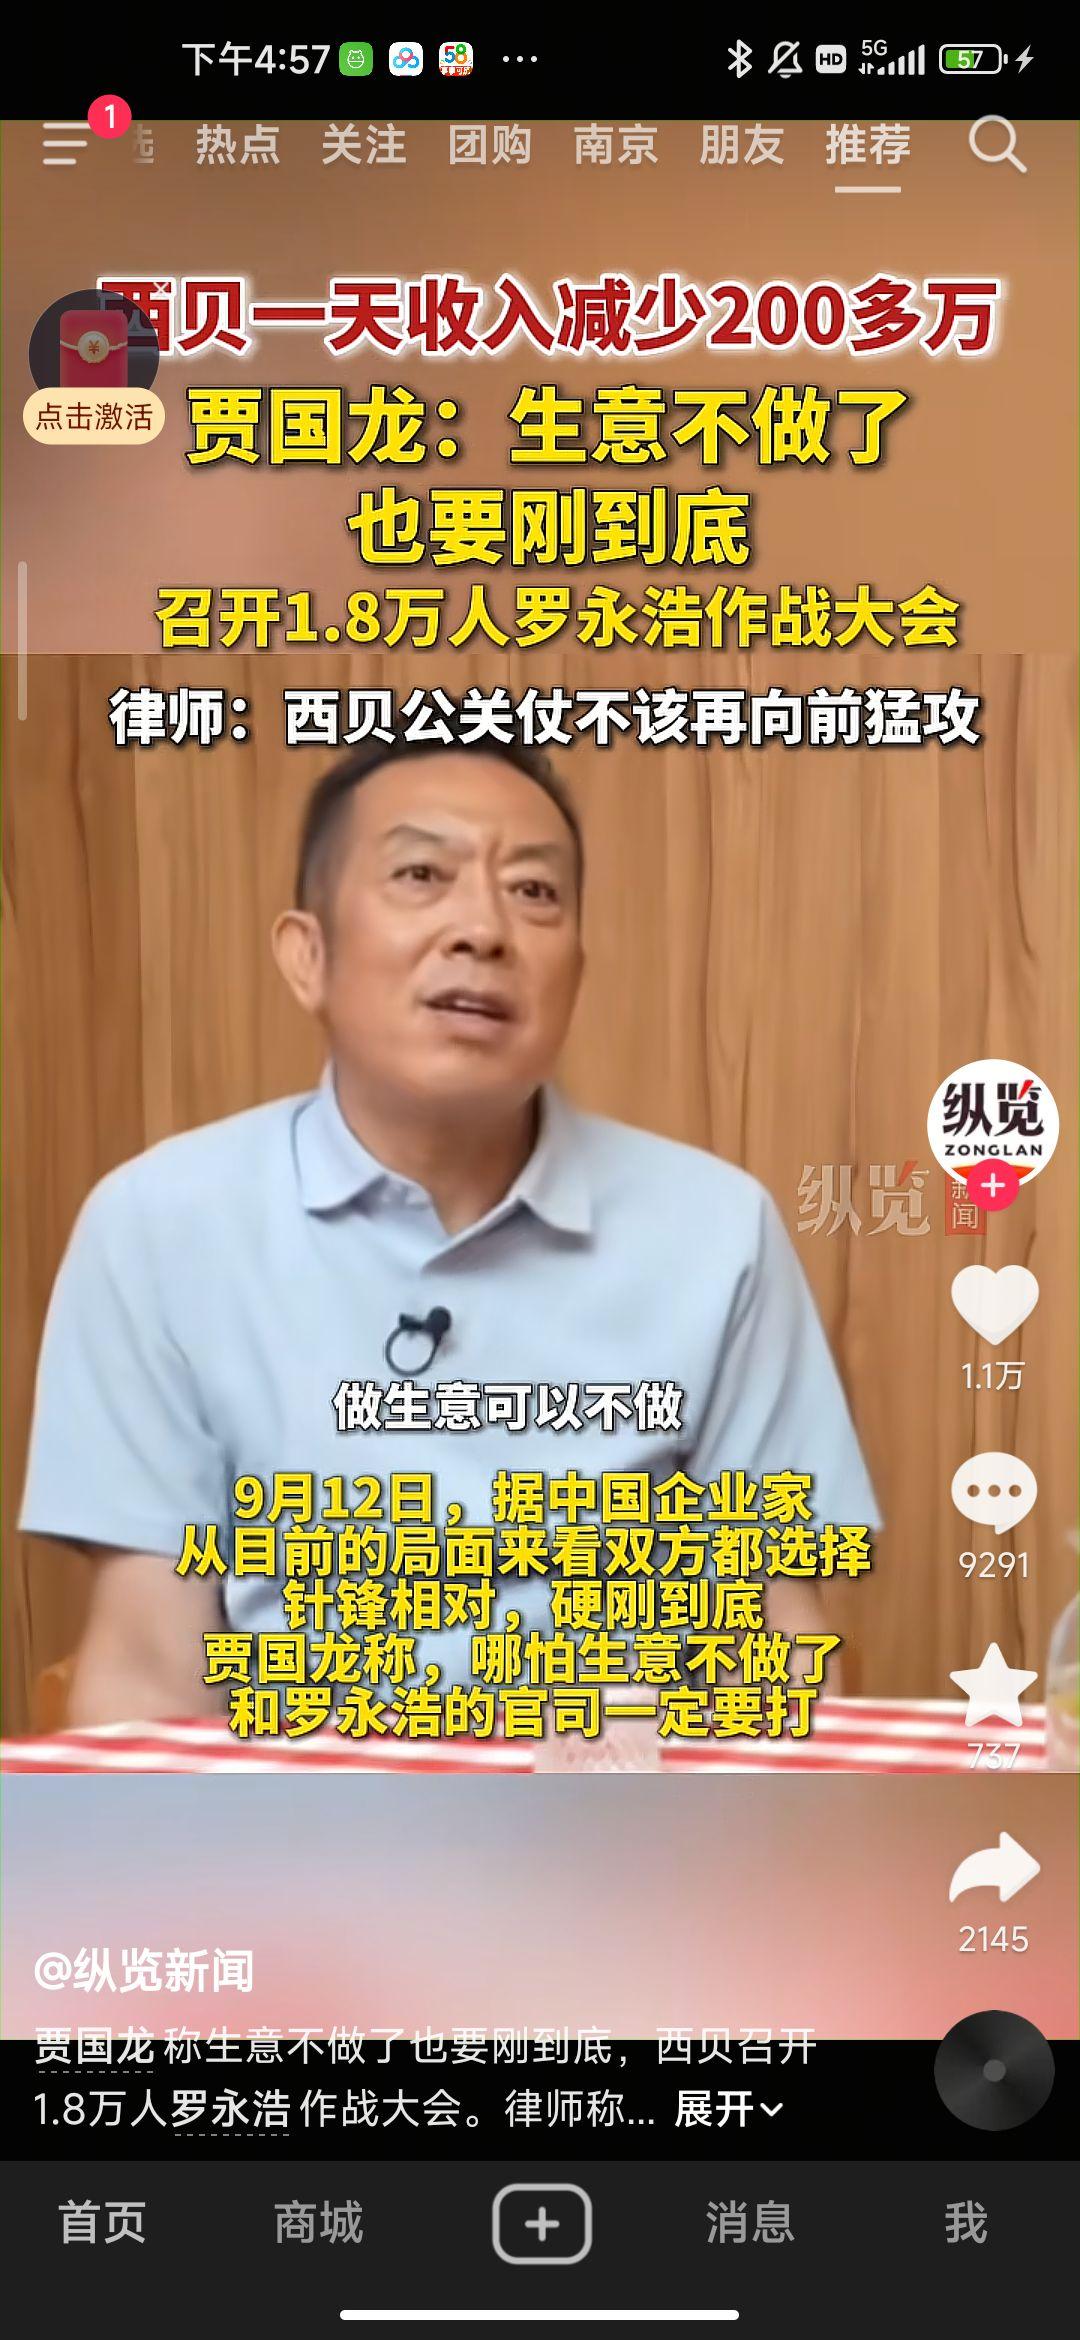 下午4:57
HD
5G
57
1
选 热点 关注 团购 南京 朋友 推荐
西贝一天收入减少200多万
点击激活
贾国龙：生意不做了
也要刚到底
召开1.8万人罗永浩作战大会
律师：西贝公关仗不该再向前猛攻
纵览
ZONGLAN
纵览新闻
1.1万
做生意可以不做
9月12日，据中国企业家
从目前的局面来看双方都选择
针锋相对，硬刚到底
贾国龙称，哪怕生意不做了
和罗永浩的官司一定要打
9291
737
2145
@纵览新闻
贾国龙称生意不做了也要刚到底，西贝召开
1.8万人罗永浩作战大会。律师称... 展开
首页 商城 消息 我